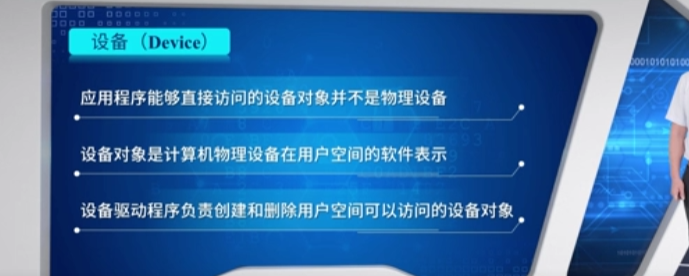 设备（Device）
应用程序能够直接访问的设备对象并不是物理设备
设备对象是计算机物理设备在用户空间的软件表示
设备驱动程序负责创建和删除用户空间可以访问的设备对象